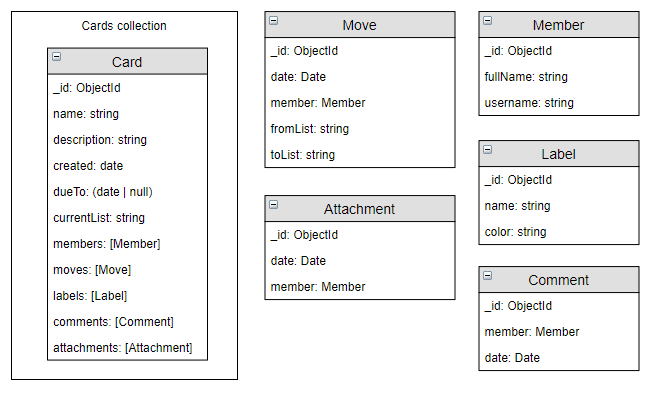 Cards collection
Card
_id: ObjectId
name: string
description: string
created: date
dueTo: (date | null)
currentList: string
members: [Member]
moves: [Move]
labels: [Label]
comments: [Comment]
attachments: [Attachment]
Move
_id: ObjectId
date: Date
member: Member
fromList: string
toList: string
Attachment
_id: ObjectId
date: Date
member: Member
Member
_id: ObjectId
fullName: string
username: string
Label
_id: ObjectId
name: string
color: string
Comment
_id: ObjectId
member: Member
date: Date